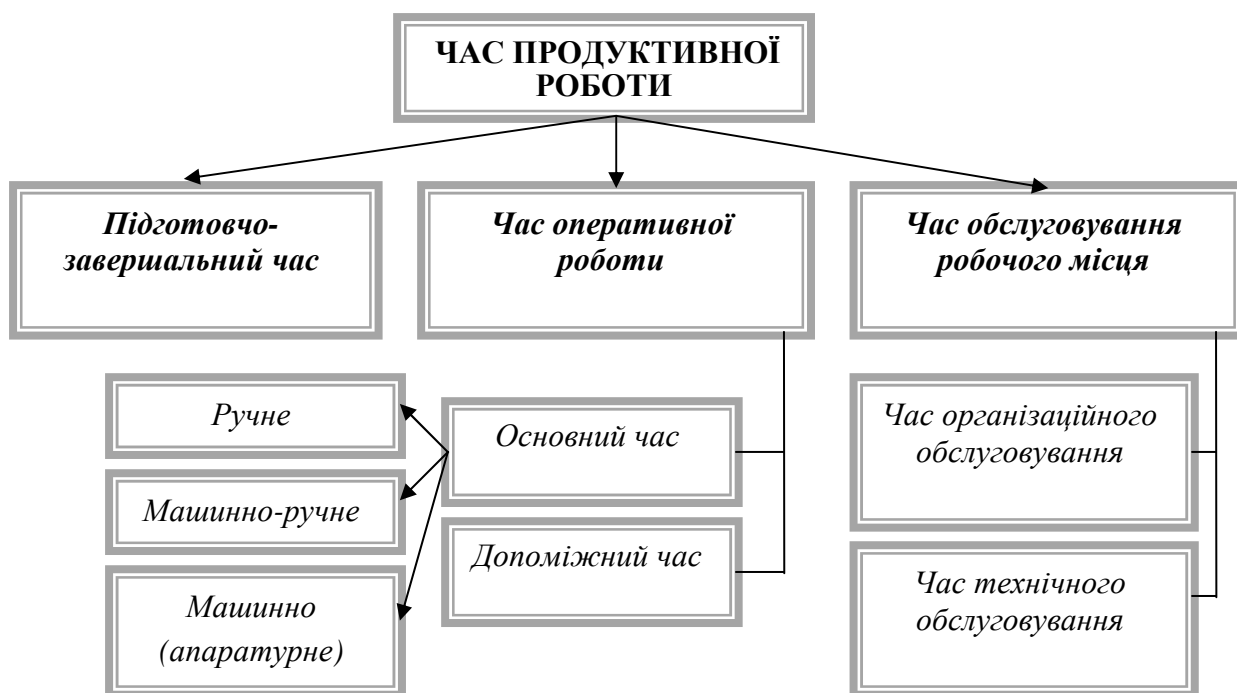 ЧАС ПРОДУКТИВНОЇ
РОБОТИ
Підготовчо-
завершальний час
Час оперативної
роботи
Час обслуговування
робочого місця
Ручне
Машинно-ручне
Машинно
(апаратурне)
Основний час
Допоміжний час
Час організаційного
обслуговування
Час технічного
обслуговування